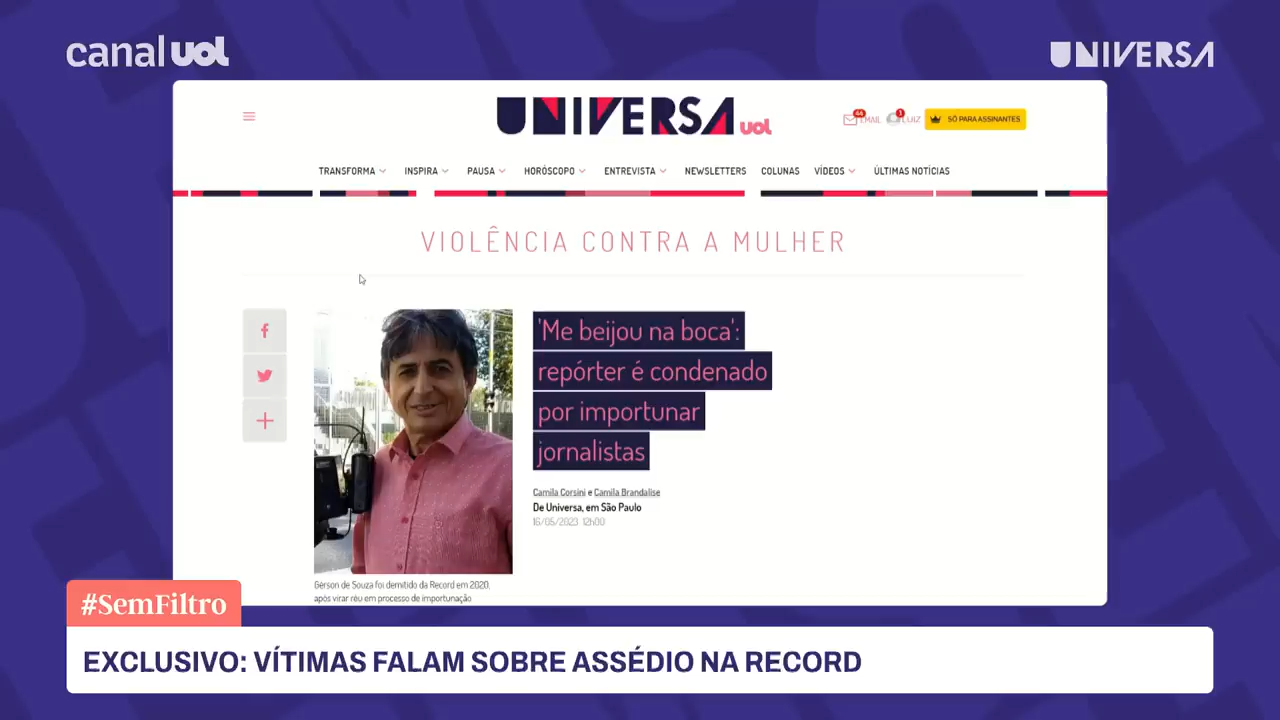 canal uol
UNIVERSA
UNIVERSA uol
44
EMAIL
1
LUIZ
SÓ PARA ASSINANTES
TRANSFORMA
INSPIRA
PAUSA
HORÓSCOPO
ENTREVISTA
NEWSLETTERS
COLUNAS
VÍDEOS
ÚLTIMAS NOTÍCIAS
VIOLÊNCIA CONTRA A MULHER
'Me beijou na boca':
repórter é condenado
por importunar
jornalistas
Camila Corsini e Camila Brandalise
De Universa, em São Paulo
16/05/2023 12h00
Gérson de Souza foi demitido da Record em 2020,
após virar réu em processo de importunação
#SemFiltro
EXCLUSIVO: VÍTIMAS FALAM SOBRE ASSÉDIO NA RECORD